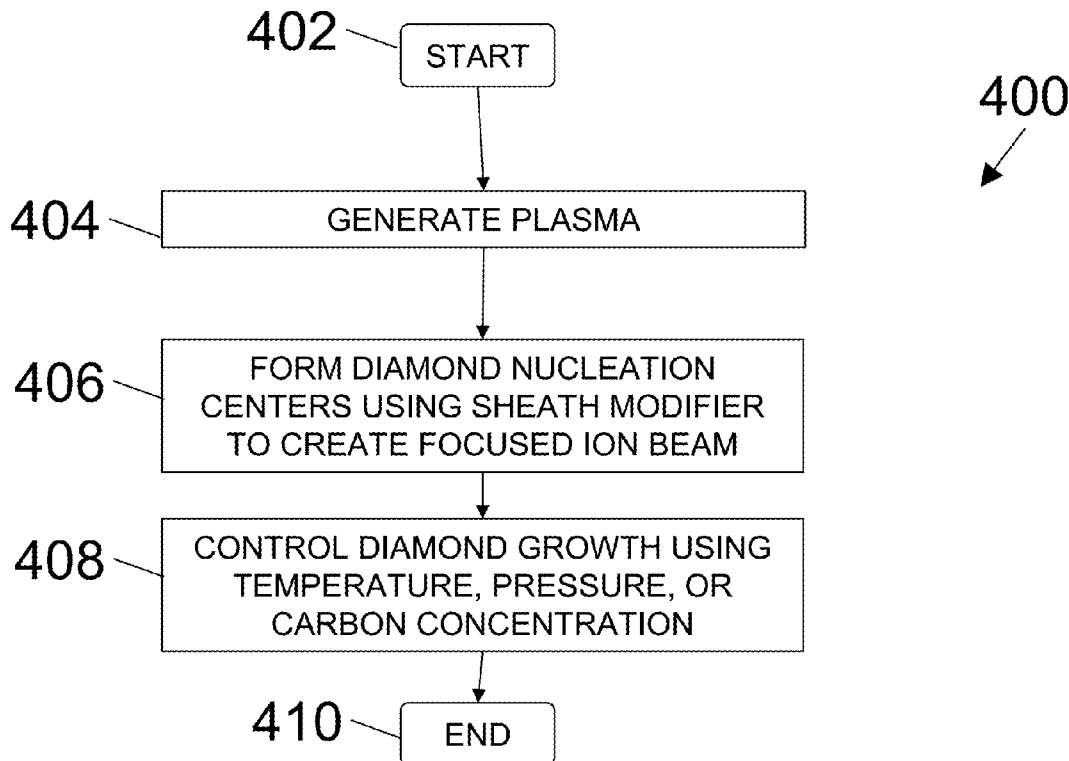 402
START
400
404
GENERATE PLASMA
406
FORM DIAMOND NUCLEATION
CENTERS USING SHEATH MODIFIER
TO CREATE FOCUSED ION BEAM
408
CONTROL DIAMOND GROWTH USING
TEMPERATURE, PRESSURE, OR
CARBON CONCENTRATION
410
END